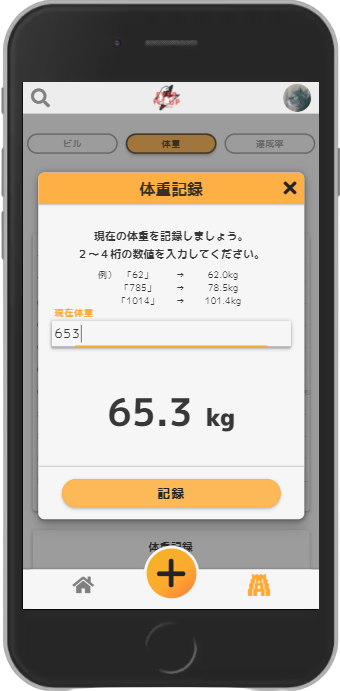 ビル
体重
達成率
体重記録
現在の体重を記録しましょう。
2〜4桁の数値を入力してください。
例） 「62」 → 62.0kg
「785」 → 78.5kg
「1014」 → 101.4kg
現在体重
653
65.3 kg
記録
体重記録